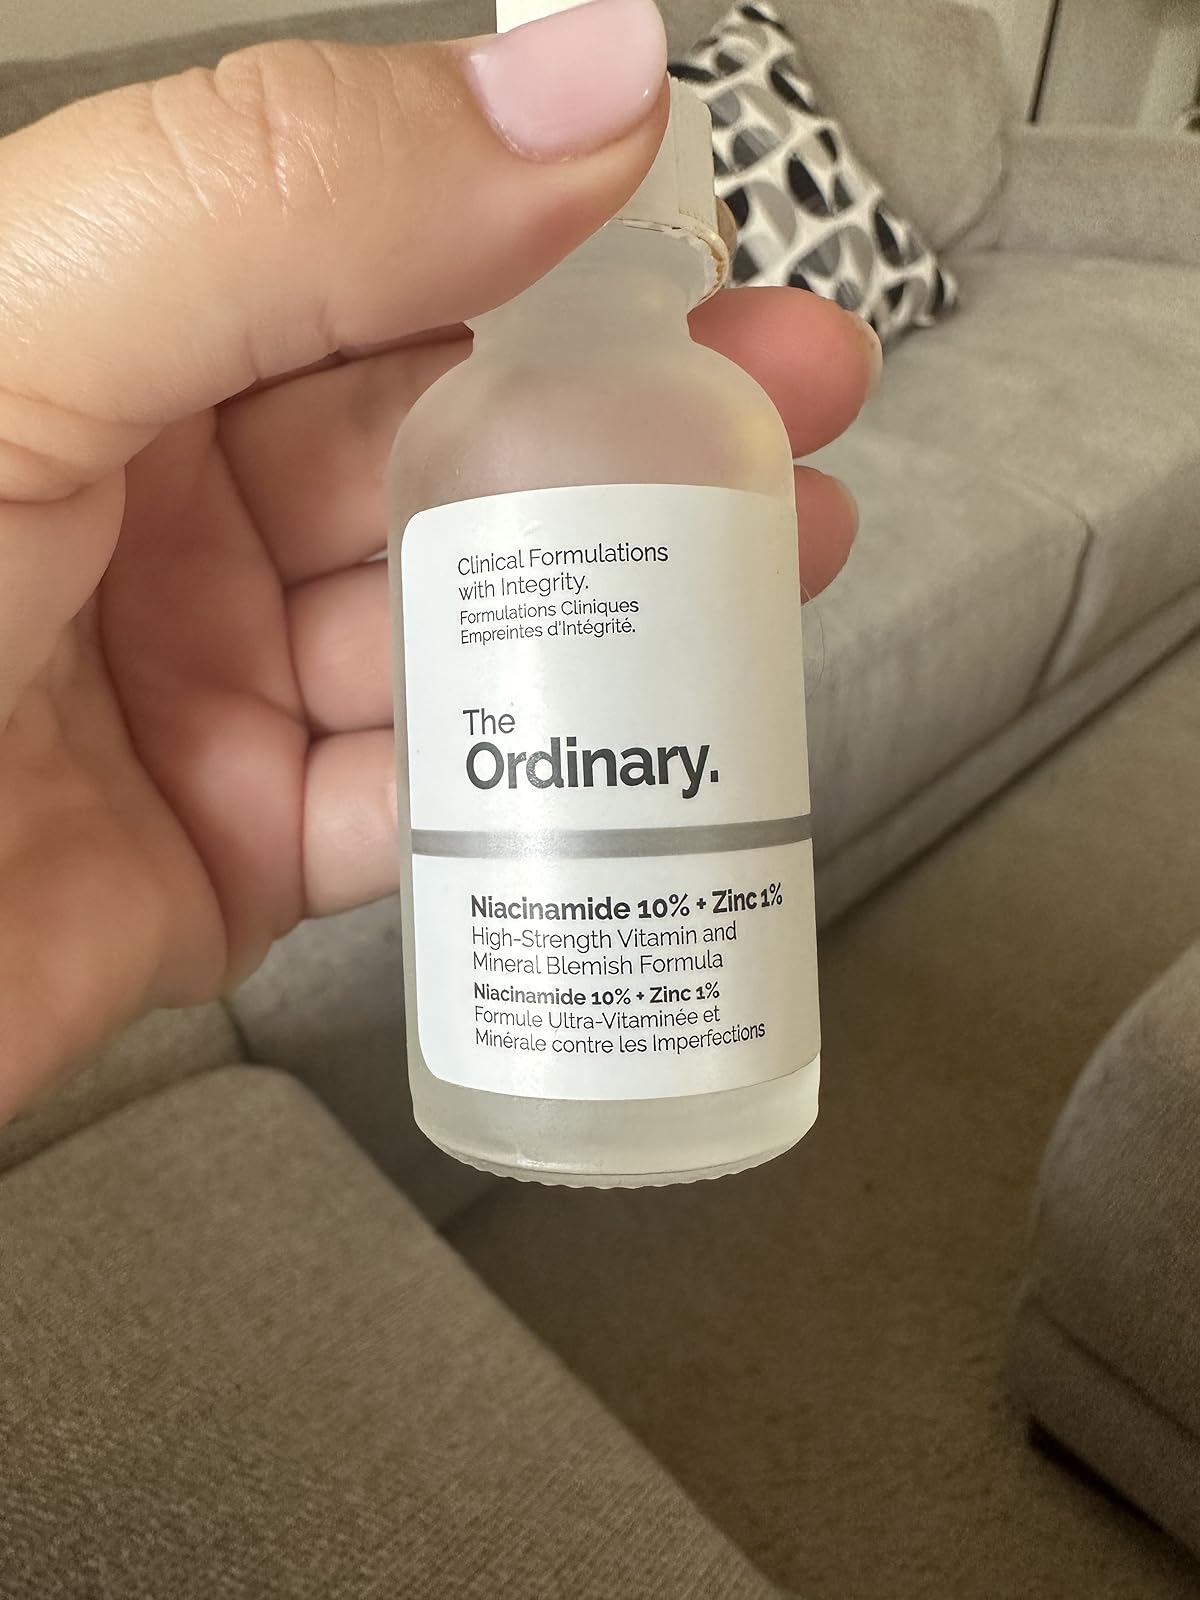 Clinical Formulations
with Integrity.
Formulations Cliniques
Empreintes d'Intégrité.
The
Ordinary.
Niacinamide 10% + Zinc 1%
High-Strength Vitamin and
Mineral Blemish Formula
Niacinamide 10% + Zinc 1%
Formule Ultra-Vitaminée et
Minérale contre les Imperfections